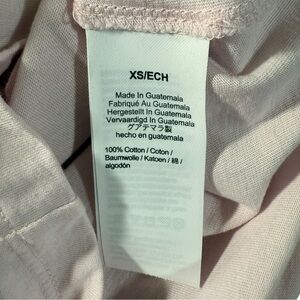 XS/ECH
Made In Guatemala
Fabriqué Au Guatemala
Hergestellt In Guatemala
Vervaardigd In Guatemala
グアテマラ製
hecho en guatemala
100% Cotton / Coton /
Baumwolle / Katoen / 綿 /
algodón